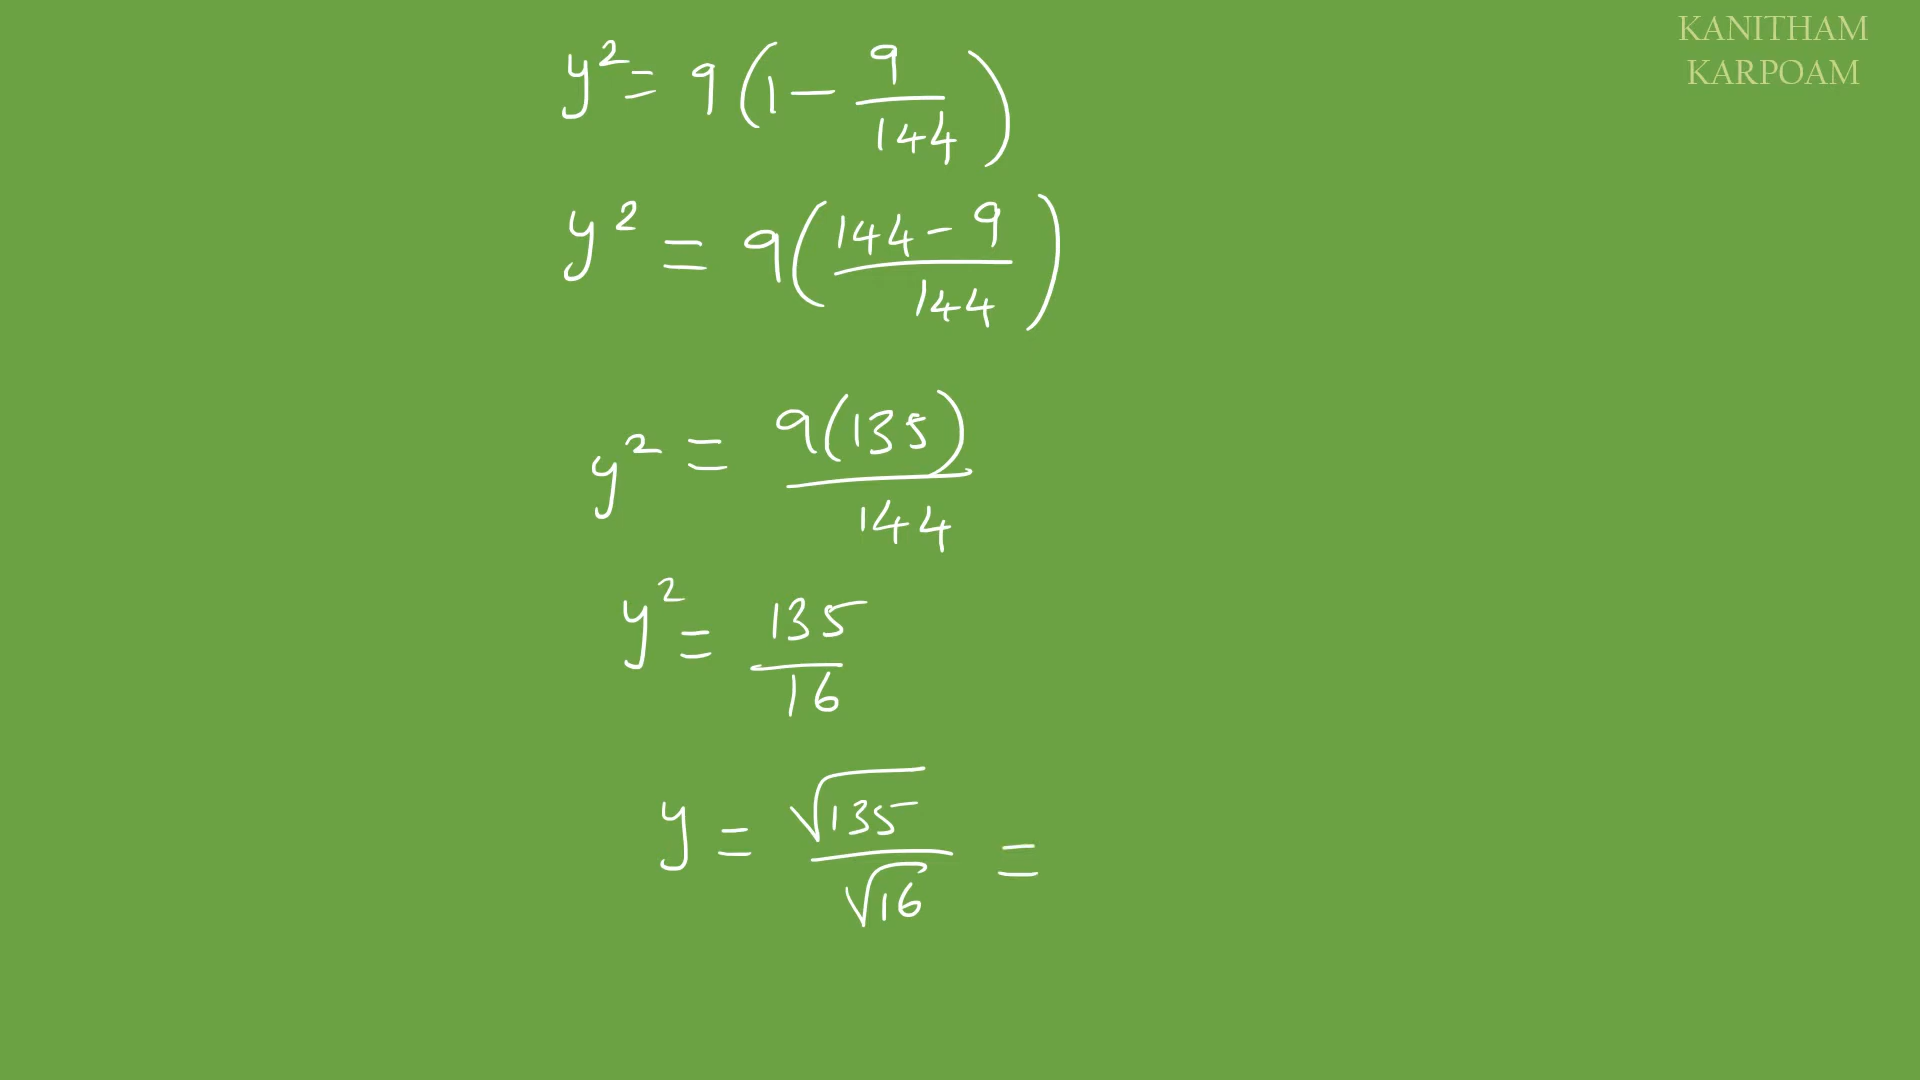 KANITHAM
KARPOAM
y² = 9(1 − 9/144)
y² = 9((144 − 9)/144)
y² = 9(135)/144
y² = 135/16
y = √135/√16 =